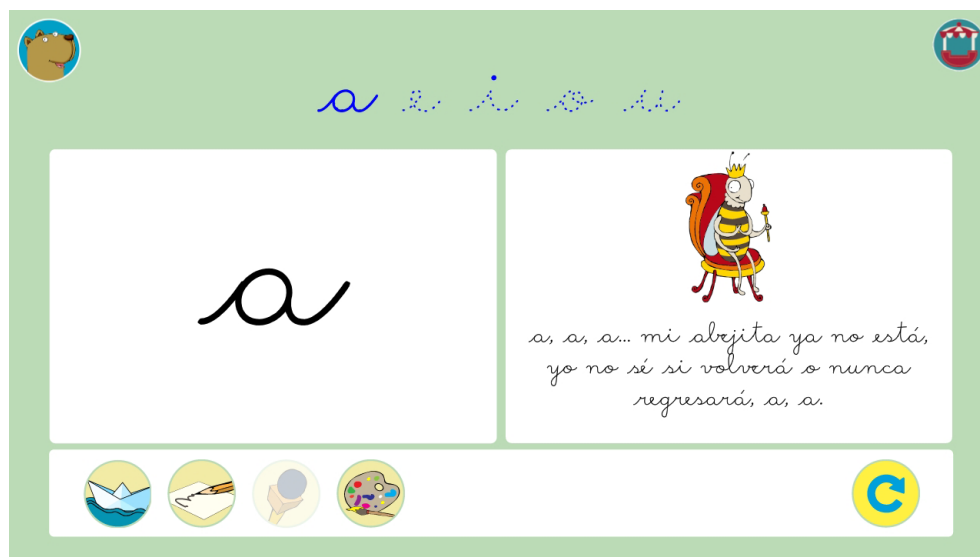 a e i o u
a
a, a, a... mi abejita ya no está,
yo no sé si volverá o nunca
regresará, a, a.